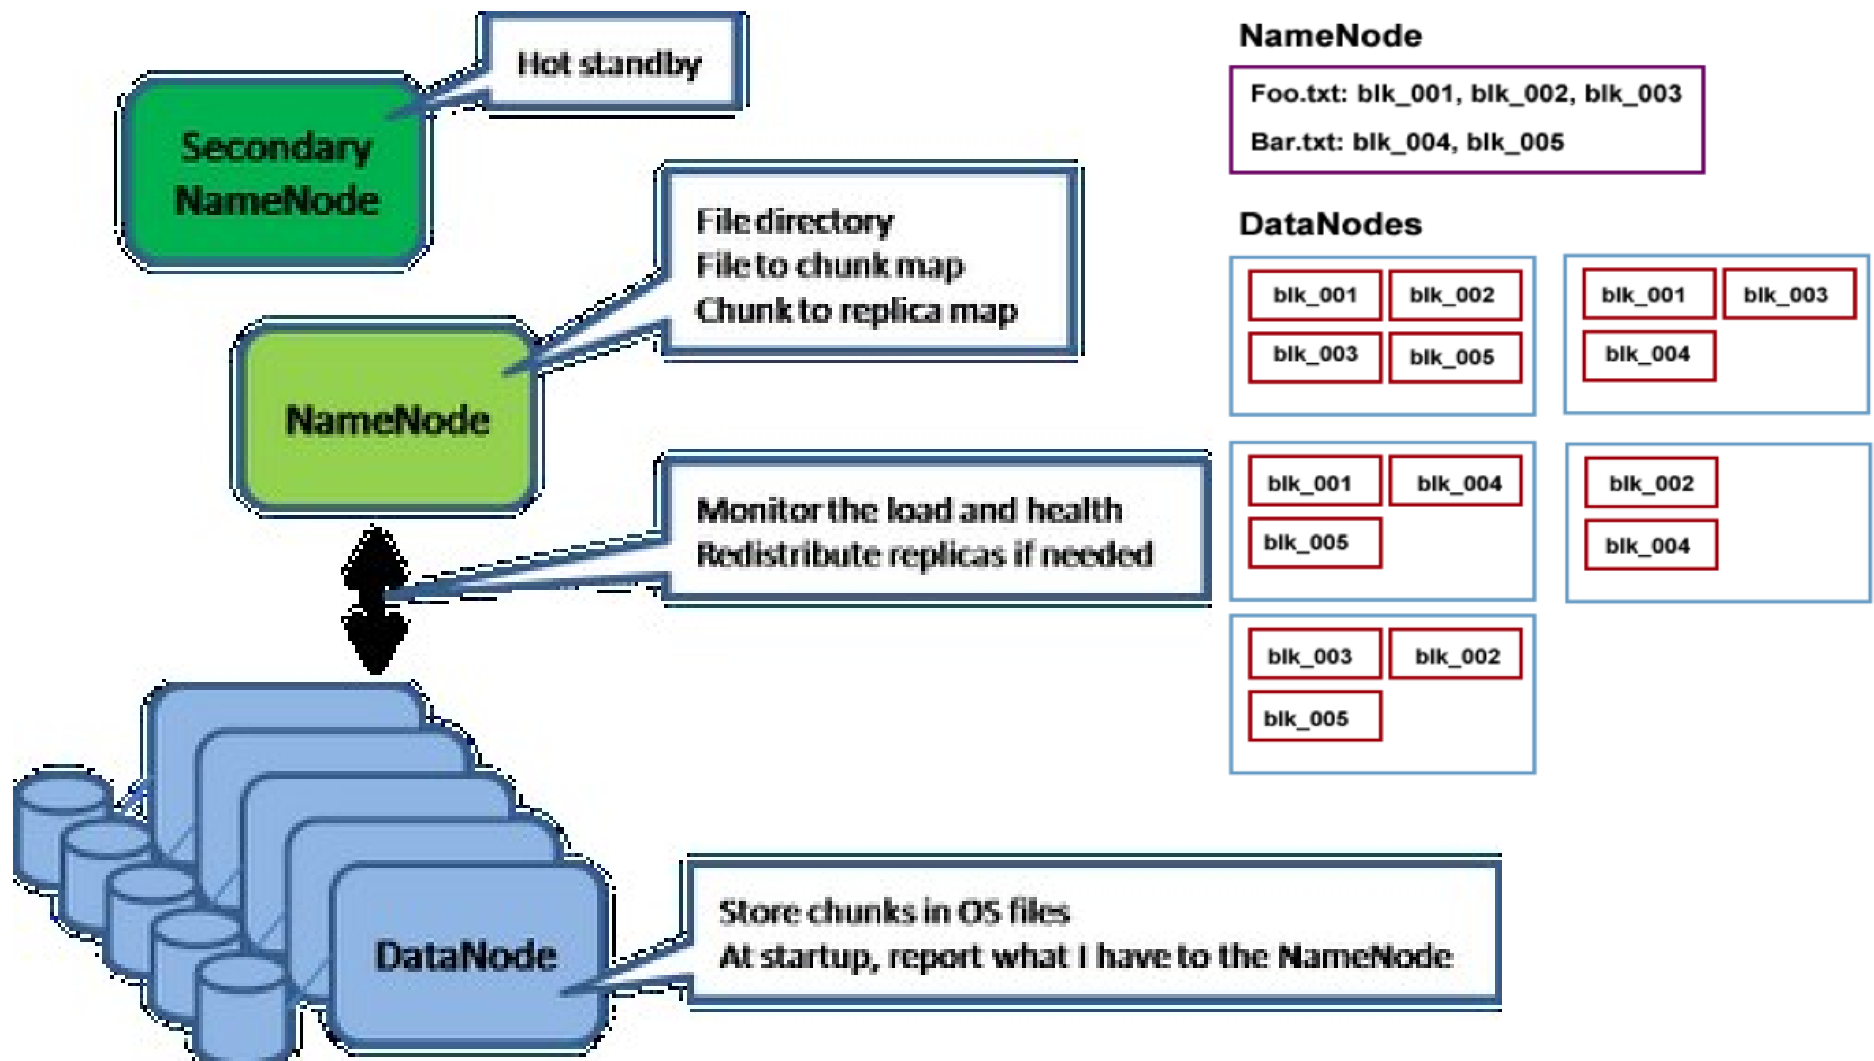 Hot standby
Secondary
NameNode
File directory
File to chunk map
Chunk to replica map
NameNode
Monitor the load and health
Redistribute replicas if needed
DataNode
Store chunks in OS files
At startup, report what I have to the NameNode
NameNode
Foo.txt: blk_001, blk_002, blk_003
Bar.txt: blk_004, blk_005
DataNodes
blk_001 blk_002
blk_003 blk_005
blk_001 blk_003
blk_004
blk_001 blk_004
blk_005
blk_002
blk_004
blk_003 blk_002
blk_005